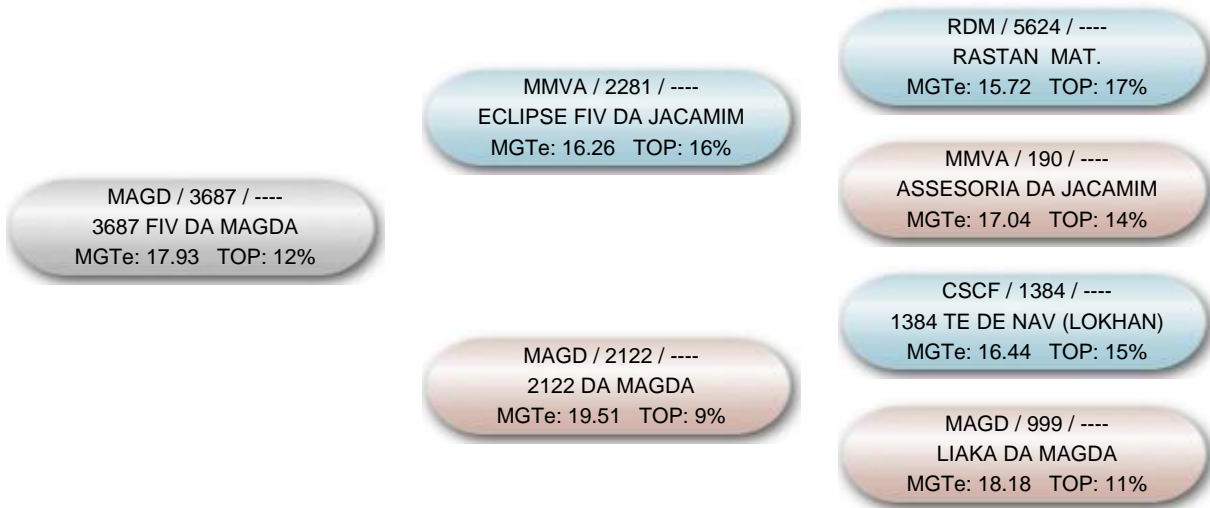 MAGD / 3687 / ----
3687 FIV DA MAGDA
MGTe: 17.93 TOP: 12%
MMVA / 2281 / ----
ECLIPSE FIV DA JACAMIM
MGTe: 16.26 TOP: 16%
MAGD / 2122 / ----
2122 DA MAGDA
MGTe: 19.51 TOP: 9%
RDM / 5624 / ----
RASTAN MAT.
MGTe: 15.72 TOP: 17%
MMVA / 190 / ----
ASSESORIA DA JACAMIM
MGTe: 17.04 TOP: 14%
CSCF / 1384 / ----
1384 TE DE NAV (LOKHAN)
MGTe: 16.44 TOP: 15%
MAGD / 999 / ----
LIAKA DA MAGDA
MGTe: 18.18 TOP: 11%